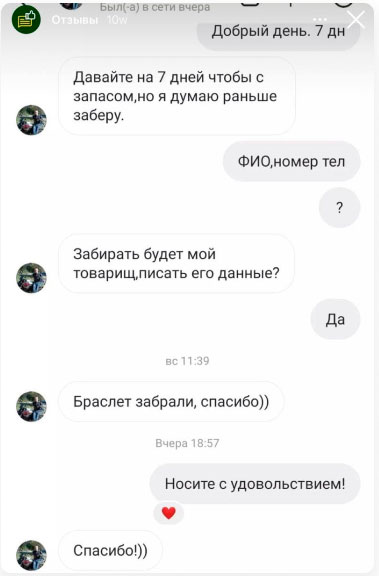 Был(-а) в сети вчера
Отзывы 10w
Добрый день. 7 дн
Давайте на 7 дней чтобы с
запасом,но я думаю раньше
заберу.
ФИО,номер тел
?
Забирать будет мой
товарищ,писать его данные?
Да
вс 11:39
Браслет забрали, спасибо))
Вчера 18:57
Носите с удовольствием!
Спасибо!))